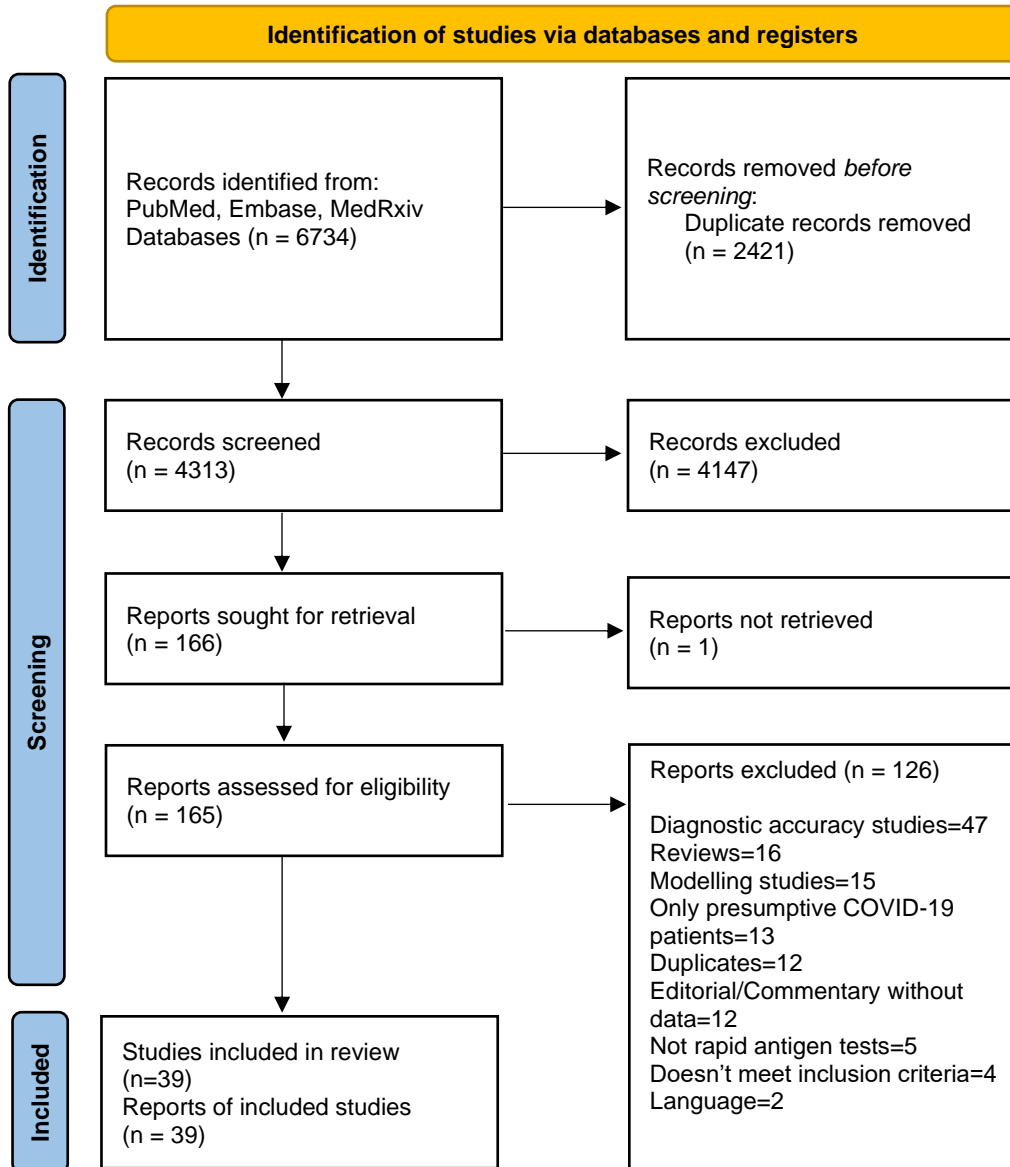 Identification of studies via databases and registers
Identification
Records identified from:
PubMed, Embase, MedRxiv
Databases (n = 6734)
Records removed before
screening:
Duplicate records removed
(n = 2421)
Screening
Records screened
(n = 4313)
Records excluded
(n = 4147)
Reports sought for retrieval
(n = 166)
Reports not retrieved
(n = 1)
Reports assessed for eligibility
(n = 165)
Reports excluded (n = 126)
Diagnostic accuracy studies=47
Reviews=16
Modelling studies=15
Only presumptive COVID-19
patients=13
Duplicates=12
Editorial/Commentary without
data=12
Not rapid antigen tests=5
Doesn’t meet inclusion criteria=4
Language=2
Included
Studies included in review
(n=39)
Reports of included studies
(n = 39)